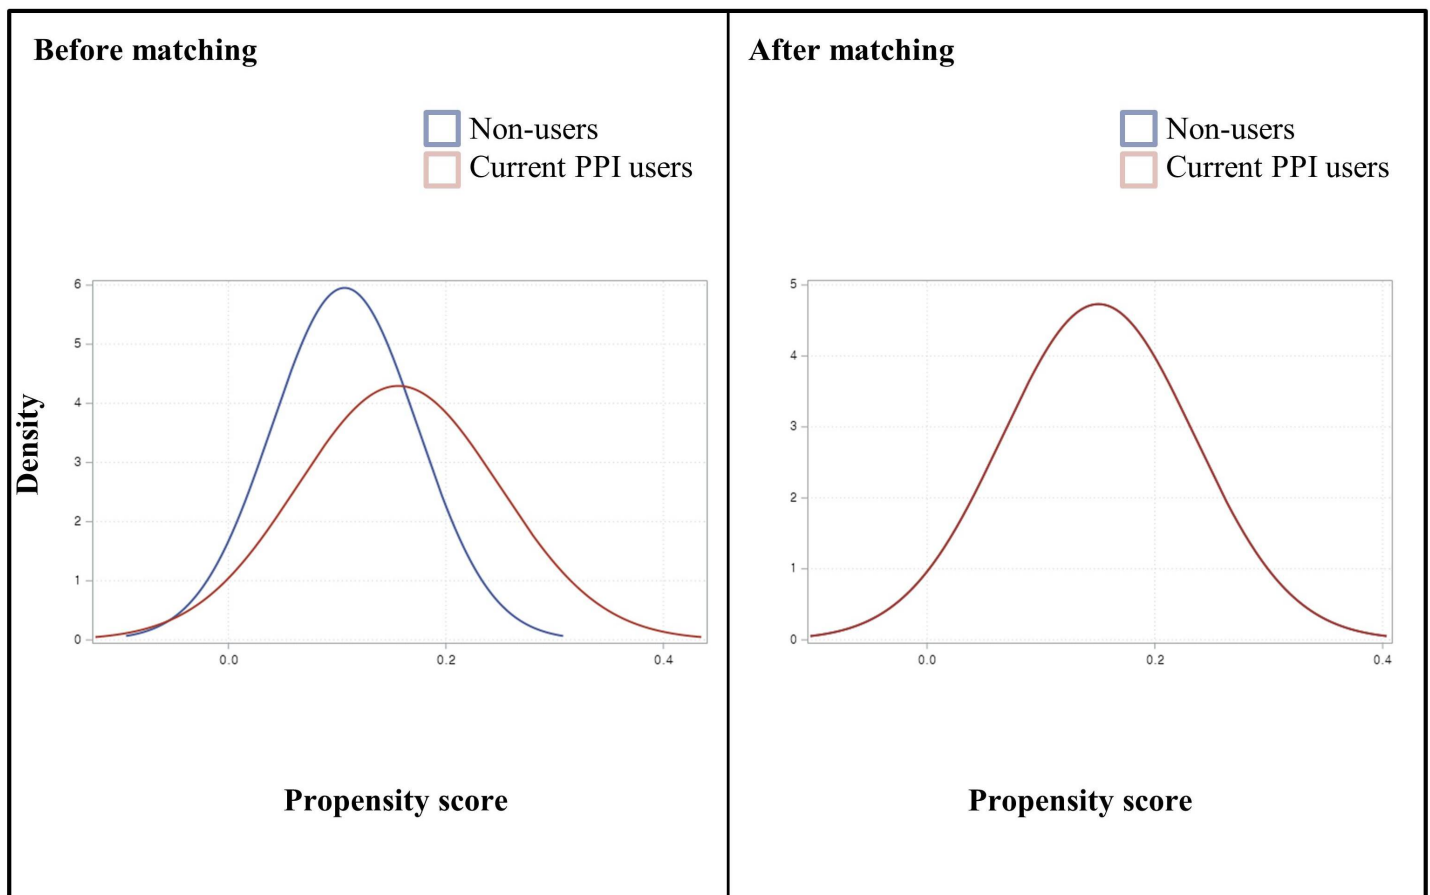 Before matching
Non-users
Current PPI users
6
5
4
3
2
1
0
0.0 0.2 0.4
Density
Propensity score
After matching
Non-users
Current PPI users
5
4
3
2
1
0
0.0 0.2 0.4
Propensity score